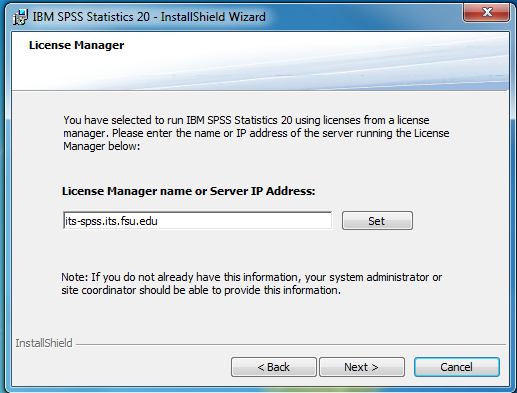 IBM SPSS Statistics 20 - InstallShield Wizard
License Manager
You have selected to run IBM SPSS Statistics 20 using licenses from a license
manager. Please enter the name or IP address of the server running the License
Manager below:
License Manager name or Server IP Address:
its-spss.its.fsu.edu
Set
Note: If you do not already have this information, your system administrator or
site coordinator should be able to provide this information.
InstallShield
< Back
Next >
Cancel